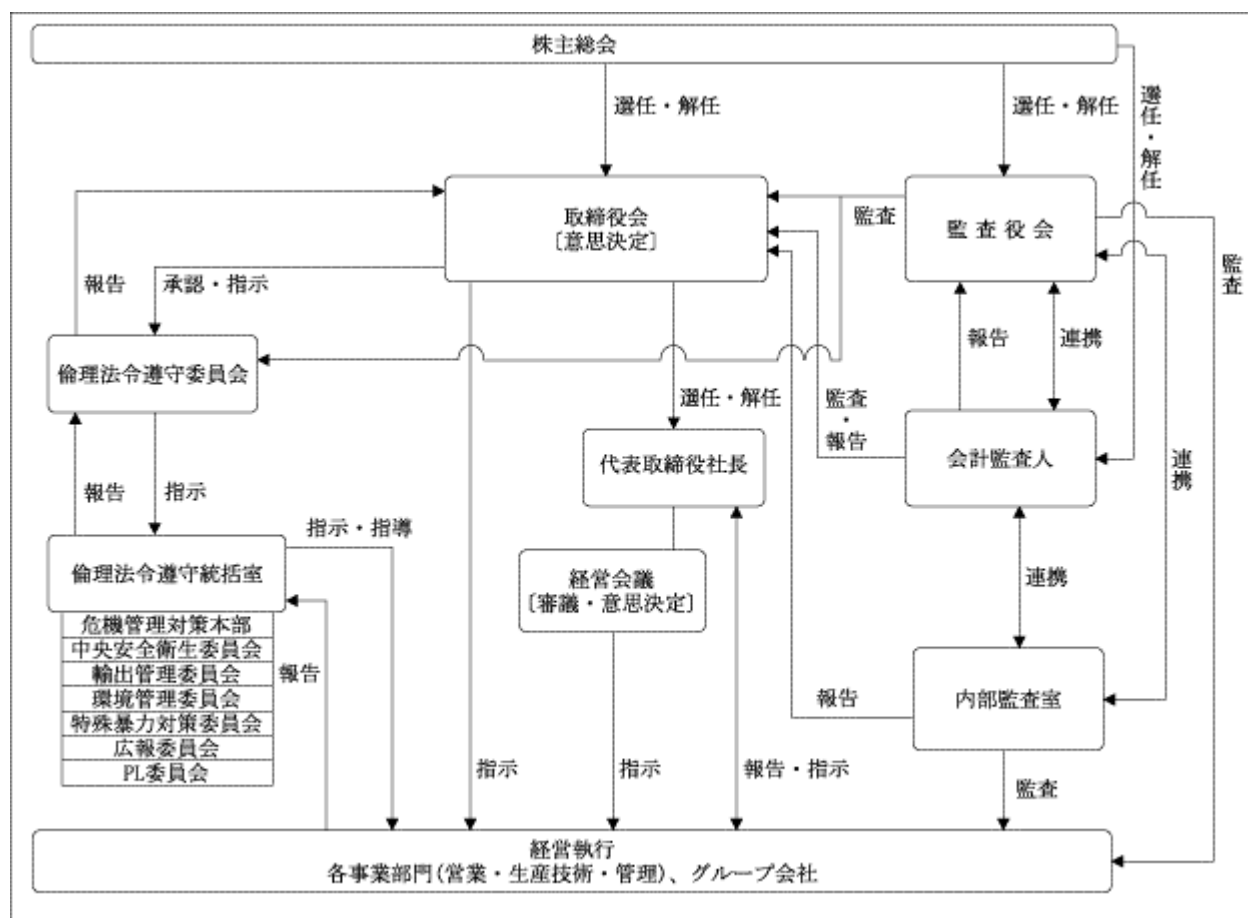 株主総会
選任・解任
選任・解任
選任・解任
取締役会
〔意思決定〕
監査役会
監査
監査
報告
承認・指示
報告
連携
倫理法令遵守委員会
選任・解任
監査・報告
代表取締役社長
会計監査人
連携
報告
指示
指示・指導
倫理法令遵守統括室
経営会議
〔審議・意思決定〕
連携
危機管理対策本部
中央安全衛生委員会
輸出管理委員会
環境管理委員会
特殊暴力対策委員会
広報委員会
PL委員会
報告
報告
内部監査室
指示
指示
報告・指示
監査
経営執行
各事業部門(営業・生産技術・管理)、グループ会社